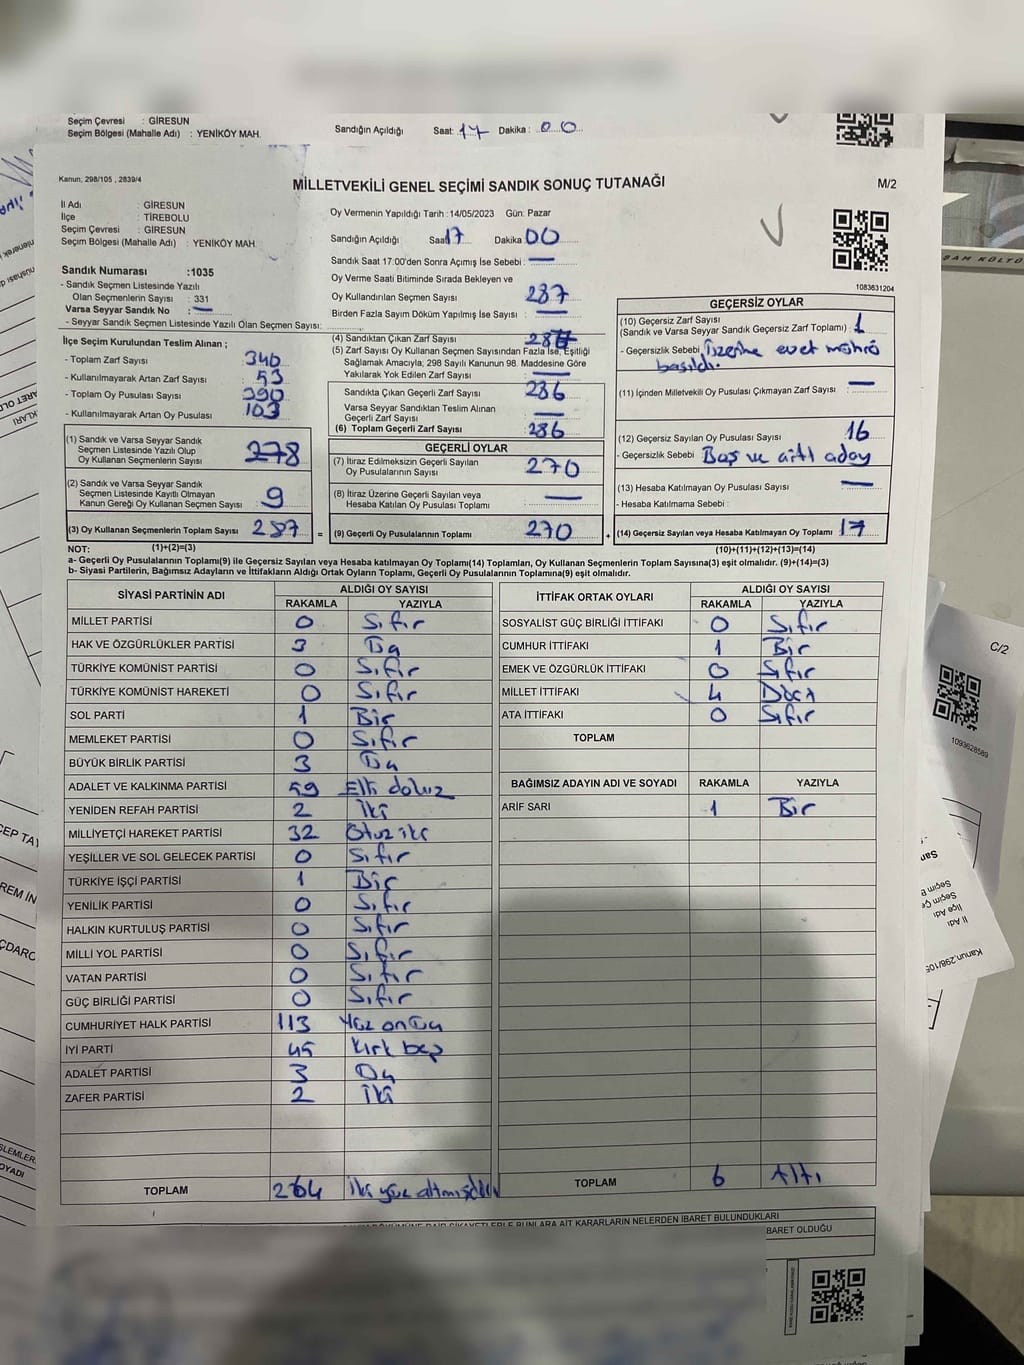 Seçim Çevresi : GİRESUN
Seçim Bölgesi (Mahalle Adı) : YENİKÖY MAH.
Sandığın Açıldığı Saat: 17 Dakika : 00
Kanun; 298/105 , 2839/4
MİLLETVEKİLİ GENEL SEÇİMİ SANDIK SONUÇ TUTANAĞI
M/2
İl Adı : GİRESUN
İlçe : TİREBOLU
Seçim Çevresi : GİRESUN
Seçim Bölgesi (Mahalle Adı) : YENİKÖY MAH.
Oy Vermenin Yapıldığı Tarih :14/05/2023 Gün: Pazar
Sandığın Açıldığı Saat 17 Dakika 00
Sandık Saat 17:00'den Sonra Açılmış İse Sebebi : —
Oy Verme Saati Bitiminde Sırada Bekleyen ve
Oy Kullandırılan Seçmen Sayısı 287
Birden Fazla Sayım Döküm Yapılmış İse Sayısı : —
1083631204
Sandık Numarası :1035
- Sandık Seçmen Listesinde Yazılı
Olan Seçmenlerin Sayısı : 331
Varsa Seyyar Sandık No : —
- Seyyar Sandık Seçmen Listesinde Yazılı Olan Seçmen Sayısı:
İlçe Seçim Kurulundan Teslim Alınan ;
- Toplam Zarf Sayısı 340
- Kullanılmayarak Artan Zarf Sayısı 53
- Toplam Oy Pusulası Sayısı 390
- Kullanılmayarak Artan Oy Pusulası 103
(1) Sandık ve Varsa Seyyar Sandık
Seçmen Listesinde Yazılı Olup
Oy Kullanan Seçmenlerin Sayısı 278
(2) Sandık ve Varsa Seyyar Sandık
Seçmen Listesinde Kayıtlı Olmayan
Kanun Gereği Oy Kullanan Seçmen Sayısı 9
(3) Oy Kullanan Seçmenlerin Toplam Sayısı 287 =
(4) Sandıktan Çıkan Zarf Sayısı 287
(5) Zarf Sayısı Oy Kullanan Seçmen Sayısından Fazla İse, Eşitliği
Sağlamak Amacıyla, 298 Sayılı Kanunun 98. Maddesine Göre
Yakılarak Yok Edilen Zarf Sayısı —
Sandıkta Çıkan Geçerli Zarf Sayısı 286
Varsa Seyyar Sandıktan Teslim Alınan
Geçerli Zarf Sayısı —
(6) Toplam Geçerli Zarf Sayısı 286
GEÇERLİ OYLAR
(7) İtiraz Edilmeksizin Geçerli Sayılan
Oy Pusulalarının Sayısı 270
(8) İtiraz Üzerine Geçerli Sayılan veya
Hesaba Katılan Oy Pusulası Toplamı —
(9) Geçerli Oy Pusulalarının Toplamı 270 +
GEÇERSİZ OYLAR
(10) Geçersiz Zarf Sayısı
(Sandık ve Varsa Seyyar Sandık Geçersiz Zarf Toplamı) : 1
- Geçersizlik Sebebi Üzerine evet mührü
basıldı.
(11) İçinden Milletvekili Oy Pusulası Çıkmayan Zarf Sayısı —
(12) Geçersiz Sayılan Oy Pusulası Sayısı 16
- Geçersizlik Sebebi Boş ve aday
(13) Hesaba Katılmayan Oy Pusulası Sayısı —
- Hesaba Katılmama Sebebi :
(14) Geçersiz Sayılan veya Hesaba Katılmayan Oy Toplamı 17
NOT: (1)+(2)=(3) (10)+(11)+(12)+(13)=(14)
a- Geçerli Oy Pusulalarının Toplamı(9) ile Geçersiz Sayılan veya Hesaba katılmayan Oy Toplamı(14) Toplamları, Oy Kullanan Seçmenlerin Toplam Sayısına(3) eşit olmalıdır. (9)+(14)=(3)
b- Siyasi Partilerin, Bağımsız Adayların ve İttifakların Aldığı Ortak Oyların Toplamı, Geçerli Oy Pusulalarının Toplamına(9) eşit olmalıdır.
SİYASİ PARTİNİN ADI ALDIĞI OY SAYISI
RAKAMLA YAZIYLA
MİLLET PARTİSİ 0 Sıfır
HAK VE ÖZGÜRLÜKLER PARTİSİ 3 Üç
TÜRKİYE KOMÜNİST PARTİSİ 0 Sıfır
TÜRKİYE KOMÜNİST HAREKETİ 0 Sıfır
SOL PARTİ 1 Bir
MEMLEKET PARTİSİ 0 Sıfır
BÜYÜK BİRLİK PARTİSİ 3 Üç
ADALET VE KALKINMA PARTİSİ 59 Elli dokuz
YENİDEN REFAH PARTİSİ 2 İki
MİLLİYETÇİ HAREKET PARTİSİ 32 Otuz iki
YEŞİLLER VE SOL GELECEK PARTİSİ 0 Sıfır
TÜRKİYE İŞÇİ PARTİSİ 1 Bir
YENİLİK PARTİSİ 0 Sıfır
HALKIN KURTULUŞ PARTİSİ 0 Sıfır
MİLLİ YOL PARTİSİ 0 Sıfır
VATAN PARTİSİ 0 Sıfır
GÜÇ BİRLİĞİ PARTİSİ 0 Sıfır
CUMHURİYET HALK PARTİSİ 113 Yüz onüç
İYİ PARTİ 45 Kırk beş
ADALET PARTİSİ 3 Üç
ZAFER PARTİSİ 2 İki
TOPLAM 264 İki yüz altmışdört
İTTİFAK ORTAK OYLARI ALDIĞI OY SAYISI
RAKAMLA YAZIYLA
SOSYALİST GÜÇ BİRLİĞİ İTTİFAKI 0 Sıfır
CUMHUR İTTİFAKI 1 Bir
EMEK VE ÖZGÜRLÜK İTTİFAKI 0 Sıfır
MİLLET İTTİFAKI 4 Dört
ATA İTTİFAKI 0 Sıfır
TOPLAM
BAĞIMSIZ ADAYIN ADI VE SOYADI RAKAMLA YAZIYLA
ARİF SARI 1 Bir
TOPLAM 6 Altı
KARARLARIN NELERDEN İBARET BULUNDUKLARI
BARET OLDUĞU
C/2
1093628589
Kanun:298/105
İl Adı
İlçe Adı